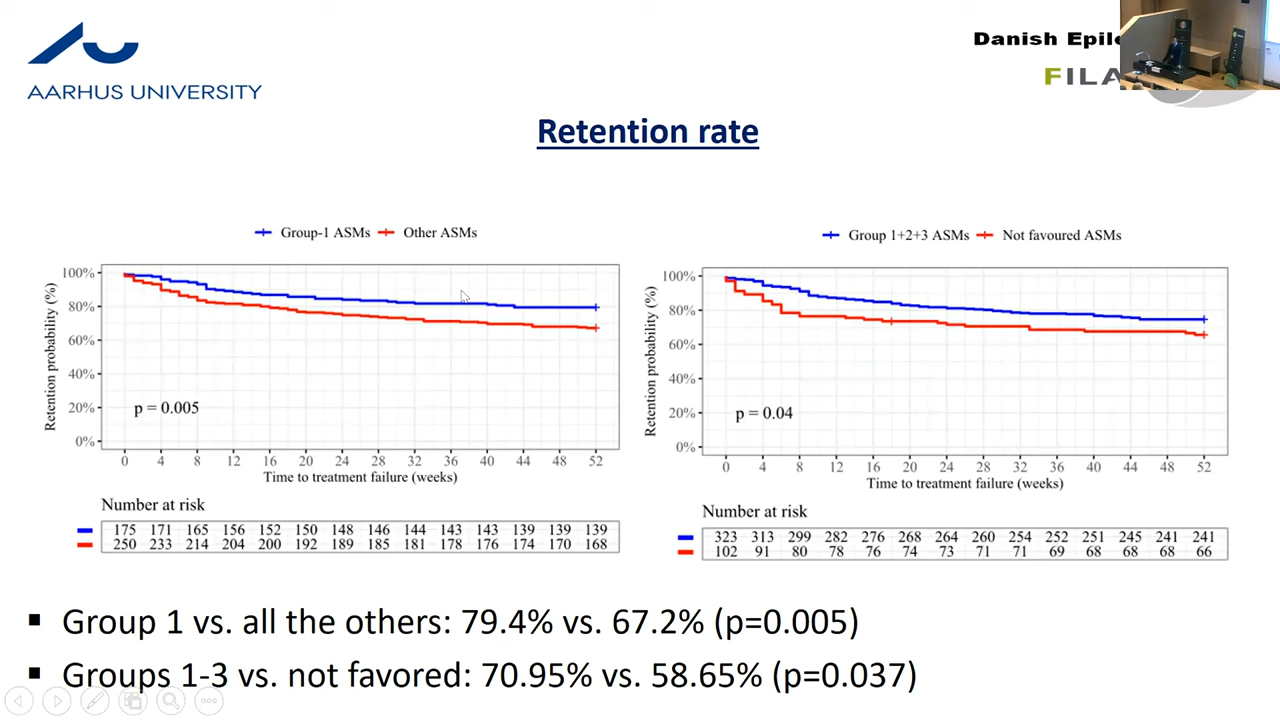 AARHUS UNIVERSITY
Danish Epile
FILA
Retention rate
Group-1 ASMs Other ASMs
Retention probability (%)
100%
80%
60%
40%
20%
0%
p = 0.005
0 4 8 12 16 20 24 28 32 36 40 44 48 52
Time to treatment failure (weeks)
Number at risk
175 171 165 156 152 150 148 146 144 143 143 139 139 139
250 233 214 204 200 192 189 185 181 178 176 174 170 168
Group 1+2+3 ASMs Not favoured ASMs
Retention probability (%)
100%
80%
60%
40%
20%
0%
p = 0.04
0 4 8 12 16 20 24 28 32 36 40 44 48 52
Time to treatment failure (weeks)
Number at risk
323 313 299 282 276 268 264 260 254 252 251 245 241 241
102 91 80 78 76 74 73 71 71 69 68 68 68 66
▪ Group 1 vs. all the others: 79.4% vs. 67.2% (p=0.005)
▪ Groups 1-3 vs. not favored: 70.95% vs. 58.65% (p=0.037)